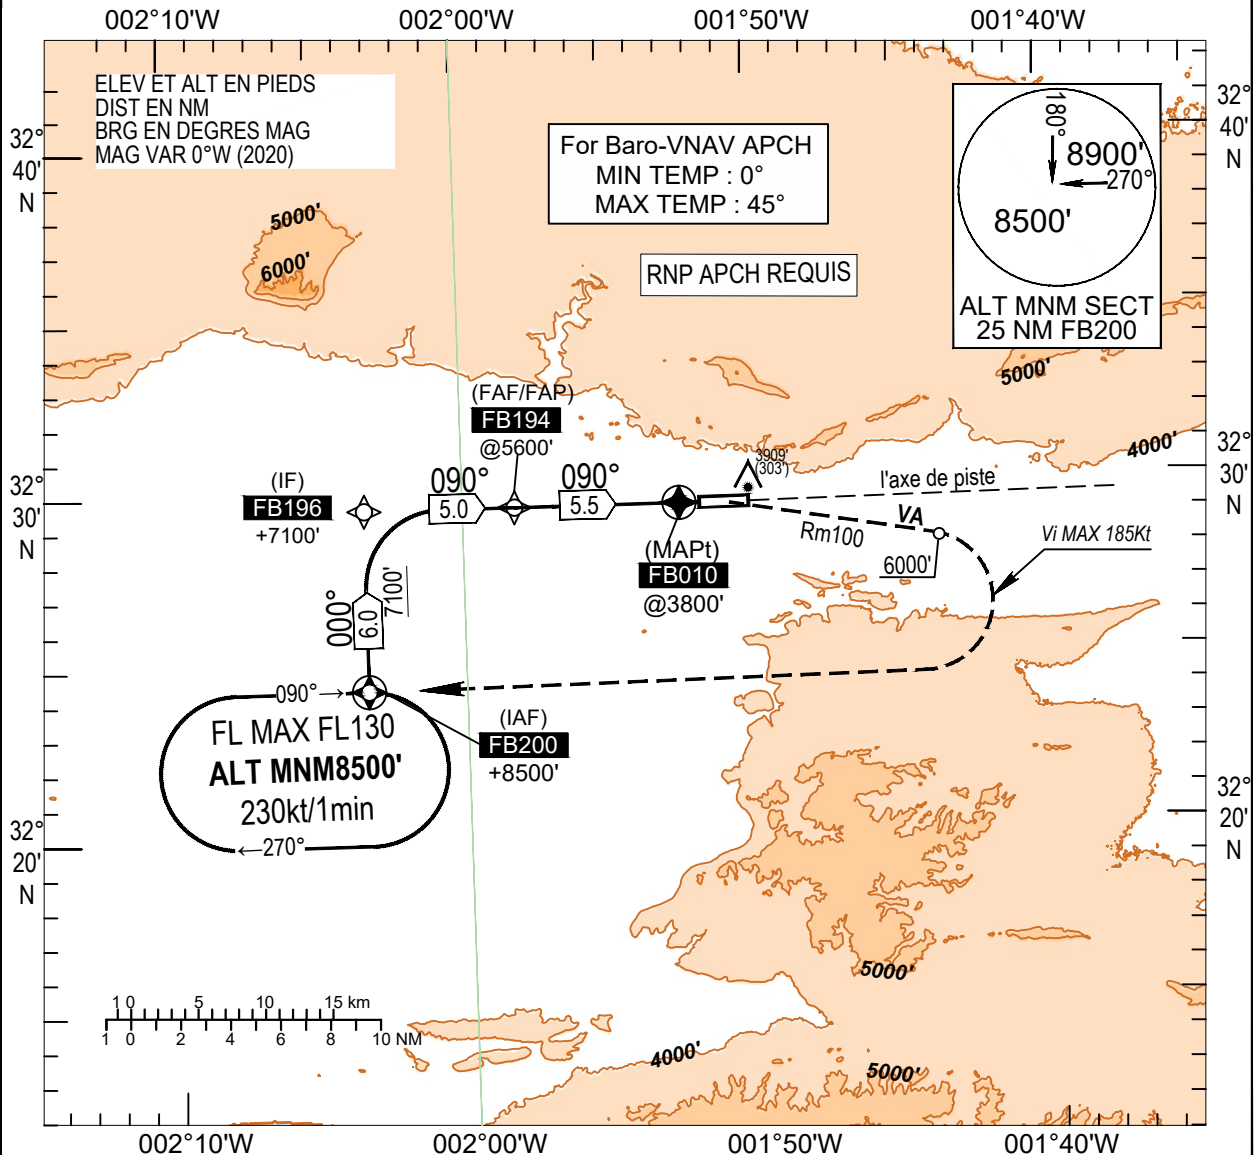 002°10'W 002°00'W 001°50'W 001°40'W
ELEV ET ALT EN PIEDS
DIST EN NM
BRG EN DEGRES MAG
MAG VAR 0°W (2020)
32°
40'
N
32°
40'
N
For Baro-VNAV APCH
MIN TEMP : 0°
MAX TEMP : 45°
180°
8900'
270°
8500'
ALT MNM SECT
25 NM FB200
RNP APCH REQUIS
5000'
6000'
5000'
4000'
(FAF/FAP)
FB194
@5600'
(IF)
FB196
+7100'
090°
5.0
090°
5.5
3909'
(303')
l'axe de piste
32°
30'
N
32°
30'
N
(MAPt)
FB010
@3800'
Rm100
VA
6000'
Vi MAX 185Kt
000°
6.0
7100'
090°→
(IAF)
FB200
+8500'
FL MAX FL130
ALT MNM8500'
230kt/1min
←270°
32°
20'
N
32°
20'
N
5000'
1 0 5 10 15 km
1 0 2 4 6 8 10 NM
4000'
5000'
002°10'W 002°00'W 001°50'W 001°40'W